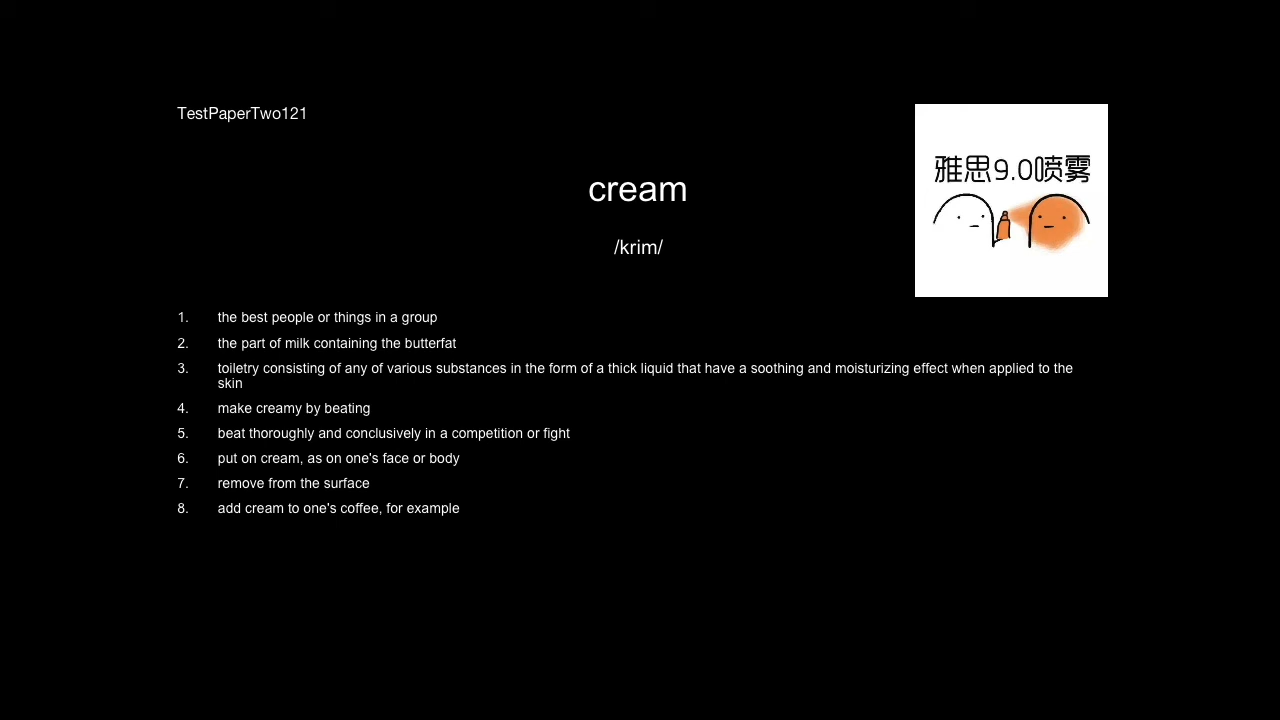 TestPaperTwo121
雅思9.0喷雾
cream
/krim/
1. the best people or things in a group
2. the part of milk containing the butterfat
3. toiletry consisting of any of various substances in the form of a thick liquid that have a soothing and moisturizing effect when applied to the
skin
4. make creamy by beating
5. beat thoroughly and conclusively in a competition or fight
6. put on cream, as on one's face or body
7. remove from the surface
8. add cream to one's coffee, for example